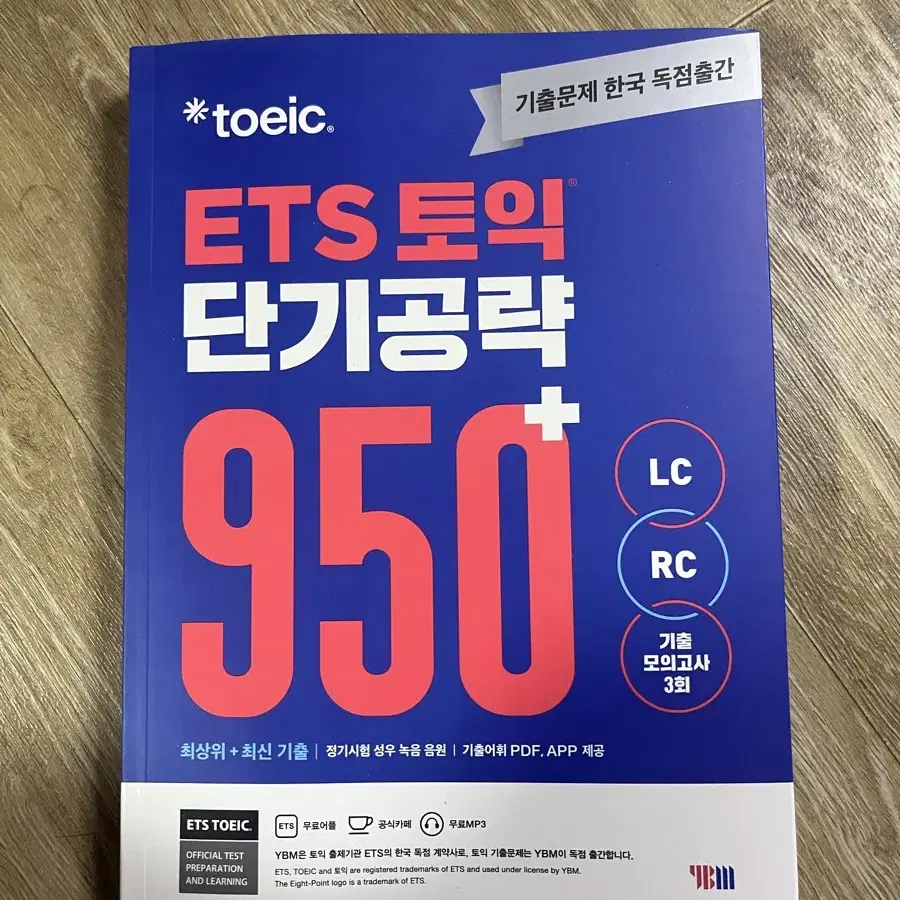 기출문제 한국 독점출간
*toeic®
ETS 토익®
단기공략
950+
LC
RC
기출
모의고사
3회
최상위 + 최신 기출 | 정기시험 성우 녹음 음원 | 기출어휘 PDF, APP 제공
ETS TOEIC®
OFFICIAL TEST
PREPARATION
AND LEARNING
ETS 무료어플 공식카페 무료MP3
YBM은 토익 출제기관 ETS의 한국 독점 계약사로, 토익 기출문제는 YBM이 독점 출간합니다.
ETS, TOEIC and 토익 are registered trademarks of ETS and used under license by YBM.
The Eight-Point logo is a trademark of ETS.
YBM